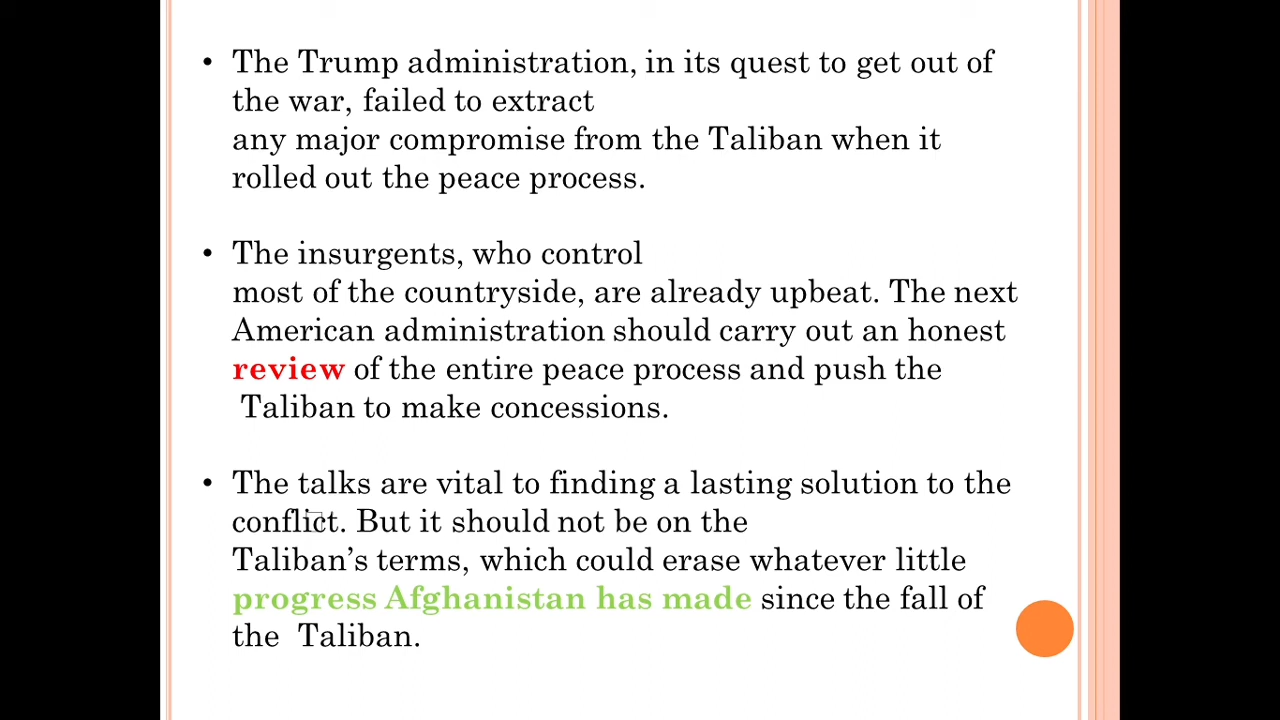 • The Trump administration, in its quest to get out of
the war, failed to extract
any major compromise from the Taliban when it
rolled out the peace process.
• The insurgents, who control
most of the countryside, are already upbeat. The next
American administration should carry out an honest
review of the entire peace process and push the
Taliban to make concessions.
• The talks are vital to finding a lasting solution to the
conflict. But it should not be on the
Taliban’s terms, which could erase whatever little
progress Afghanistan has made since the fall of
the  Taliban.